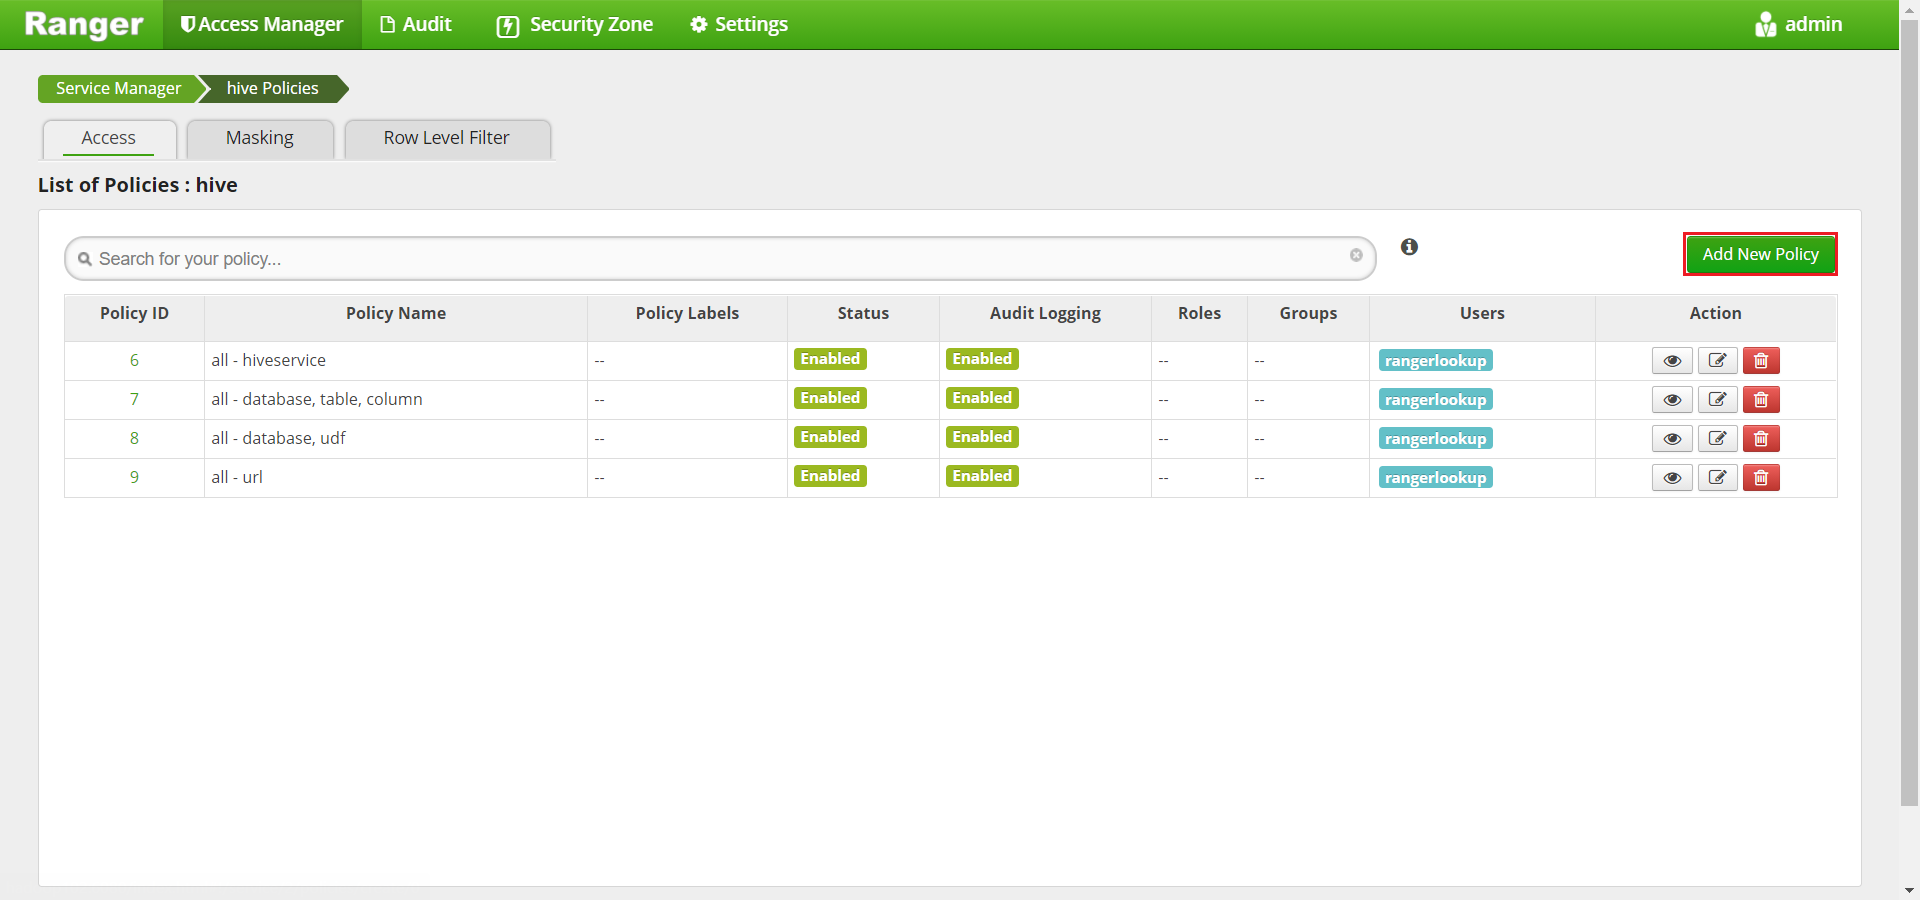 Ranger Access Manager Audit Security Zone Settings admin
Service Manager hive Policies
Access Masking Row Level Filter
List of Policies : hive
Search for your policy... Add New Policy
Policy ID Policy Name Policy Labels Status Audit Logging Roles Groups Users Action
6 all - hiveservice -- Enabled Enabled -- -- rangerlookup
7 all - database, table, column -- Enabled Enabled -- -- rangerlookup
8 all - database, udf -- Enabled Enabled -- -- rangerlookup
9 all - url -- Enabled Enabled -- -- rangerlookup